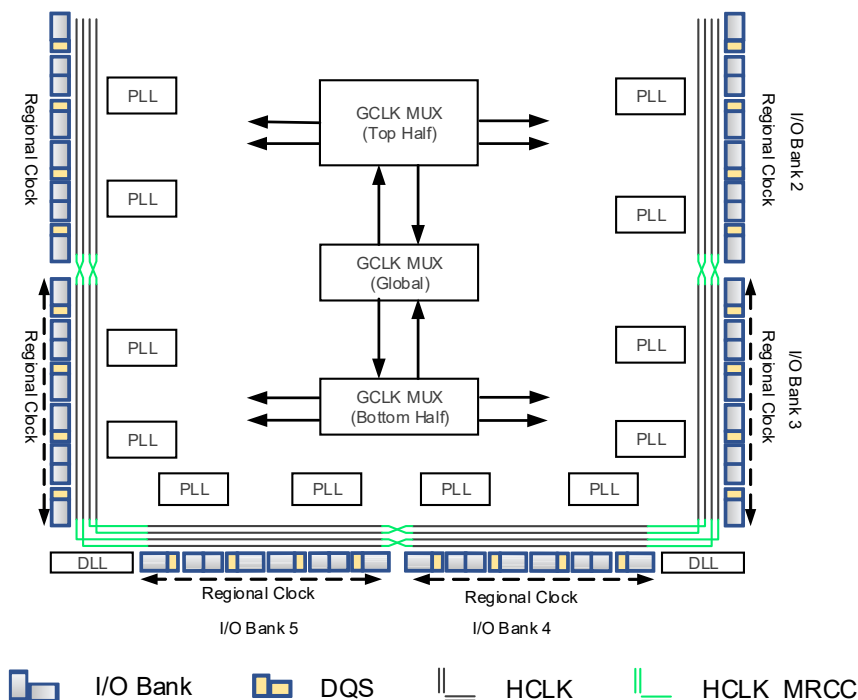 PLL
PLL
GCLK MUX
(Top Half)
Regional Clock
Regional Clock
I/O Bank 2
PLL
PLL
GCLK MUX
(Global)
PLL
PLL
Regional Clock
Regional Clock
I/O Bank 3
GCLK MUX
(Bottom Half)
PLL
PLL
PLL
PLL
PLL
PLL
DLL
DLL
Regional Clock
Regional Clock
I/O Bank 5
I/O Bank 4
I/O Bank
DQS
HCLK
HCLK_MRCC